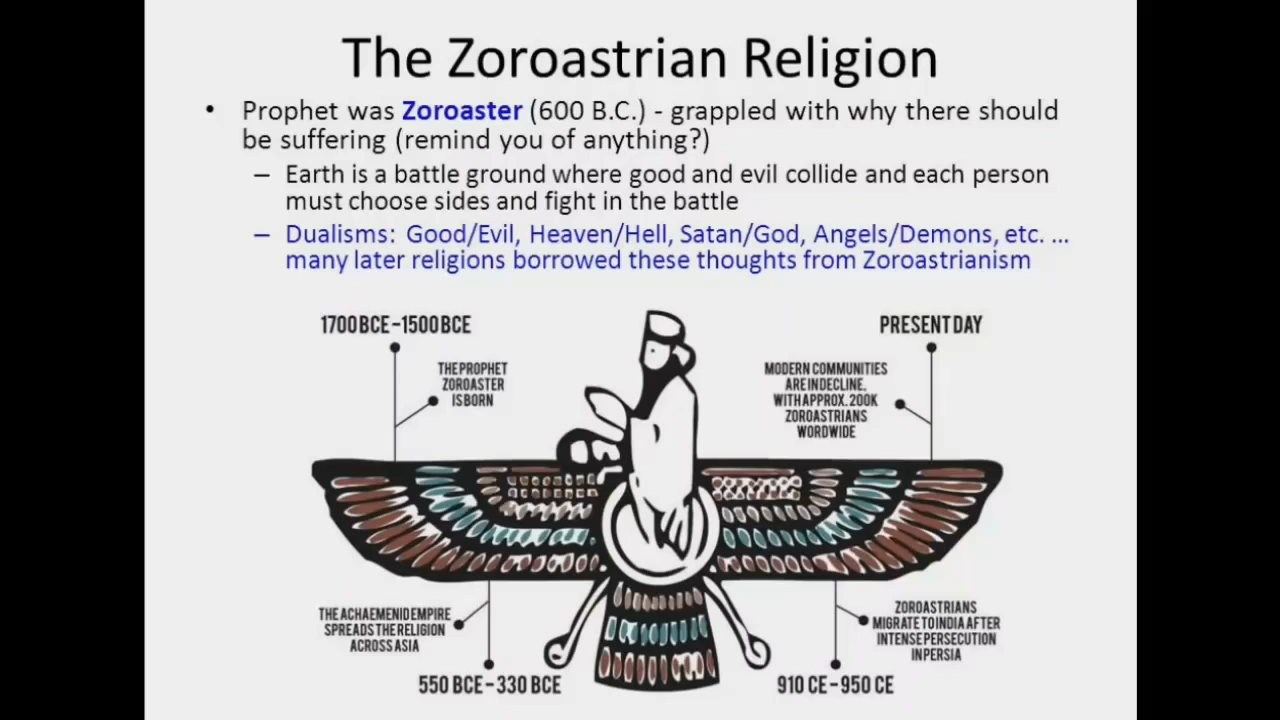 The Zoroastrian Religion
• Prophet was Zoroaster (600 B.C.) - grappled with why there should
be suffering (remind you of anything?)
– Earth is a battle ground where good and evil collide and each person
must choose sides and fight in the battle
– Dualisms: Good/Evil, Heaven/Hell, Satan/God, Angels/Demons, etc. ...
many later religions borrowed these thoughts from Zoroastrianism
1700 BCE – 1500 BCE
THE PROPHET
ZOROASTER
IS BORN
PRESENT DAY
MODERN COMMUNITIES
ARE IN DECLINE,
WITH APPROX. 200K
ZOROASTRIANS
WORDWIDE
THE ACHAEMENID EMPIRE
SPREADS THE RELIGION
ACROSS ASIA
550 BCE – 330 BCE
ZOROASTRIANS
MIGRATE TO INDIA AFTER
INTENSE PERSECUTION
IN PERSIA
910 CE – 950 CE